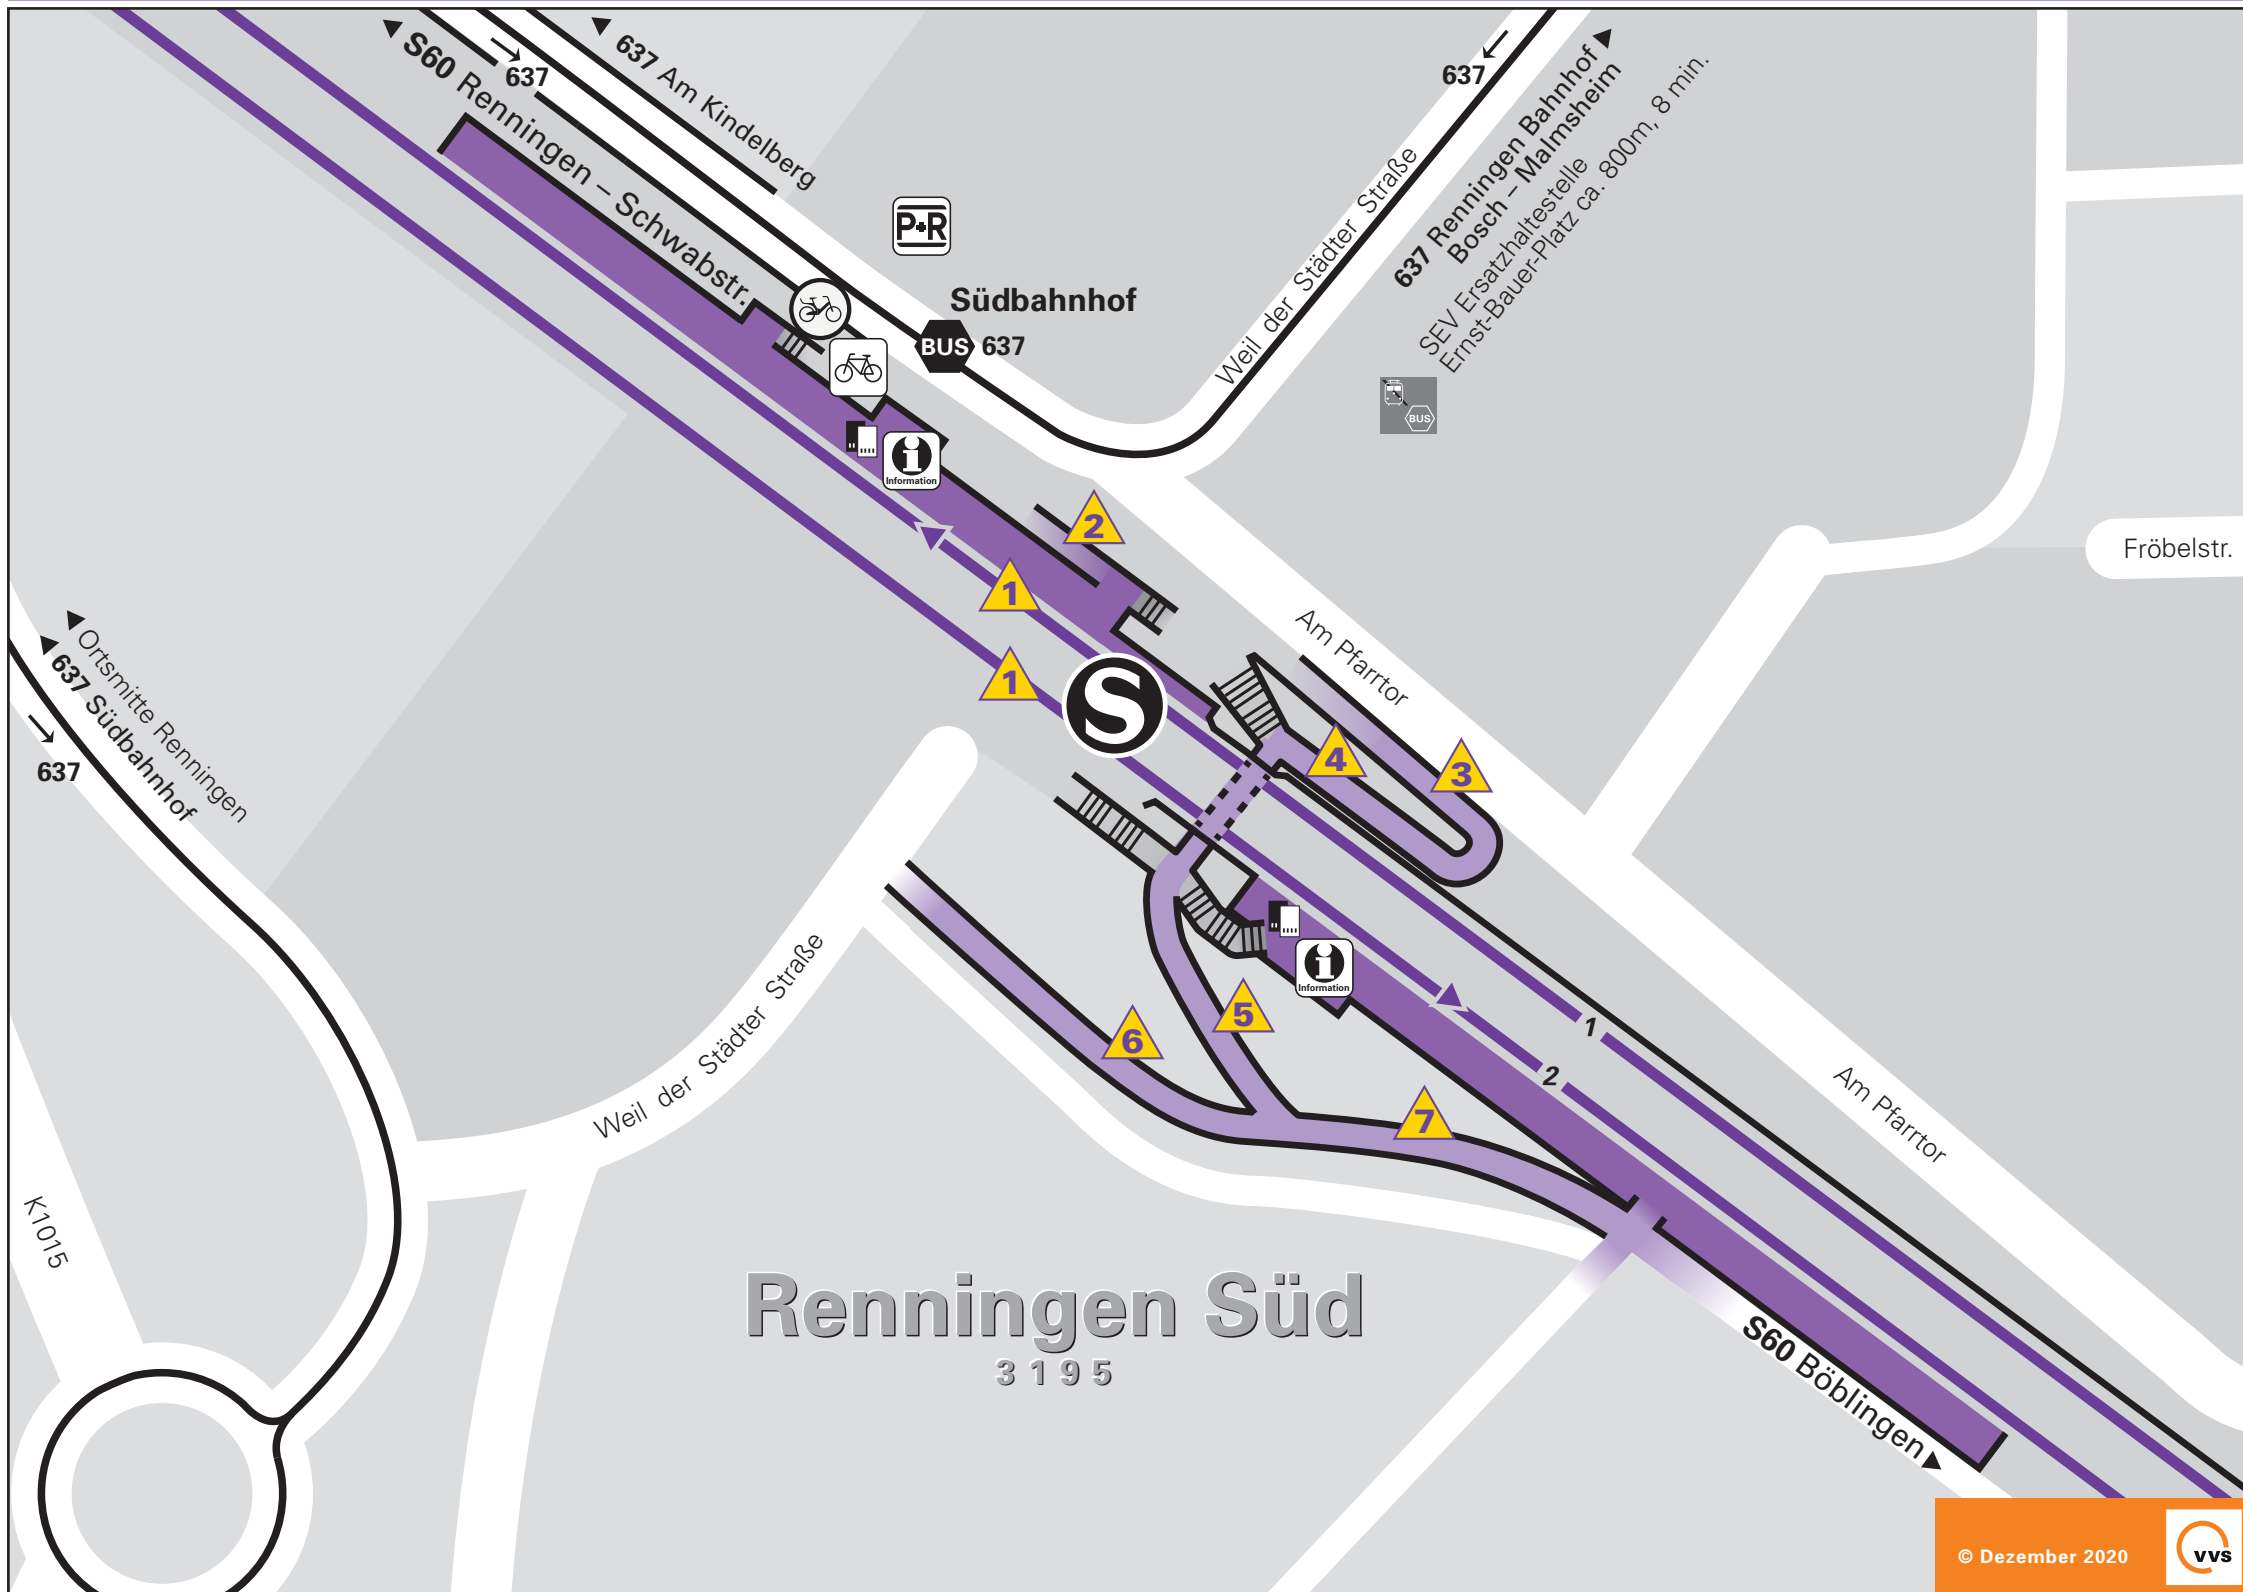 S60 Renningen – Schwabstr.
637
637 Am Kindelberg
P+R
Südbahnhof
BUS 637
637
Weil der Städter Straße
637 Renningen Bahnhof
Bosch – Malmsheim
SEV Ersatzhaltestelle
Ernst-Bauer-Platz ca. 800m, 8 min.
BUS
Information
Fröbelstr.
2
1
1
S
Am Pfarrtor
4
3
Ortsmitte Renningen
637 Südbahnhof
637
Information
5
6
7
1
2
Weil der Städter Straße
Am Pfarrtor
K1015
Renningen Süd
3195
S60 Böblingen
© Dezember 2020
vvs